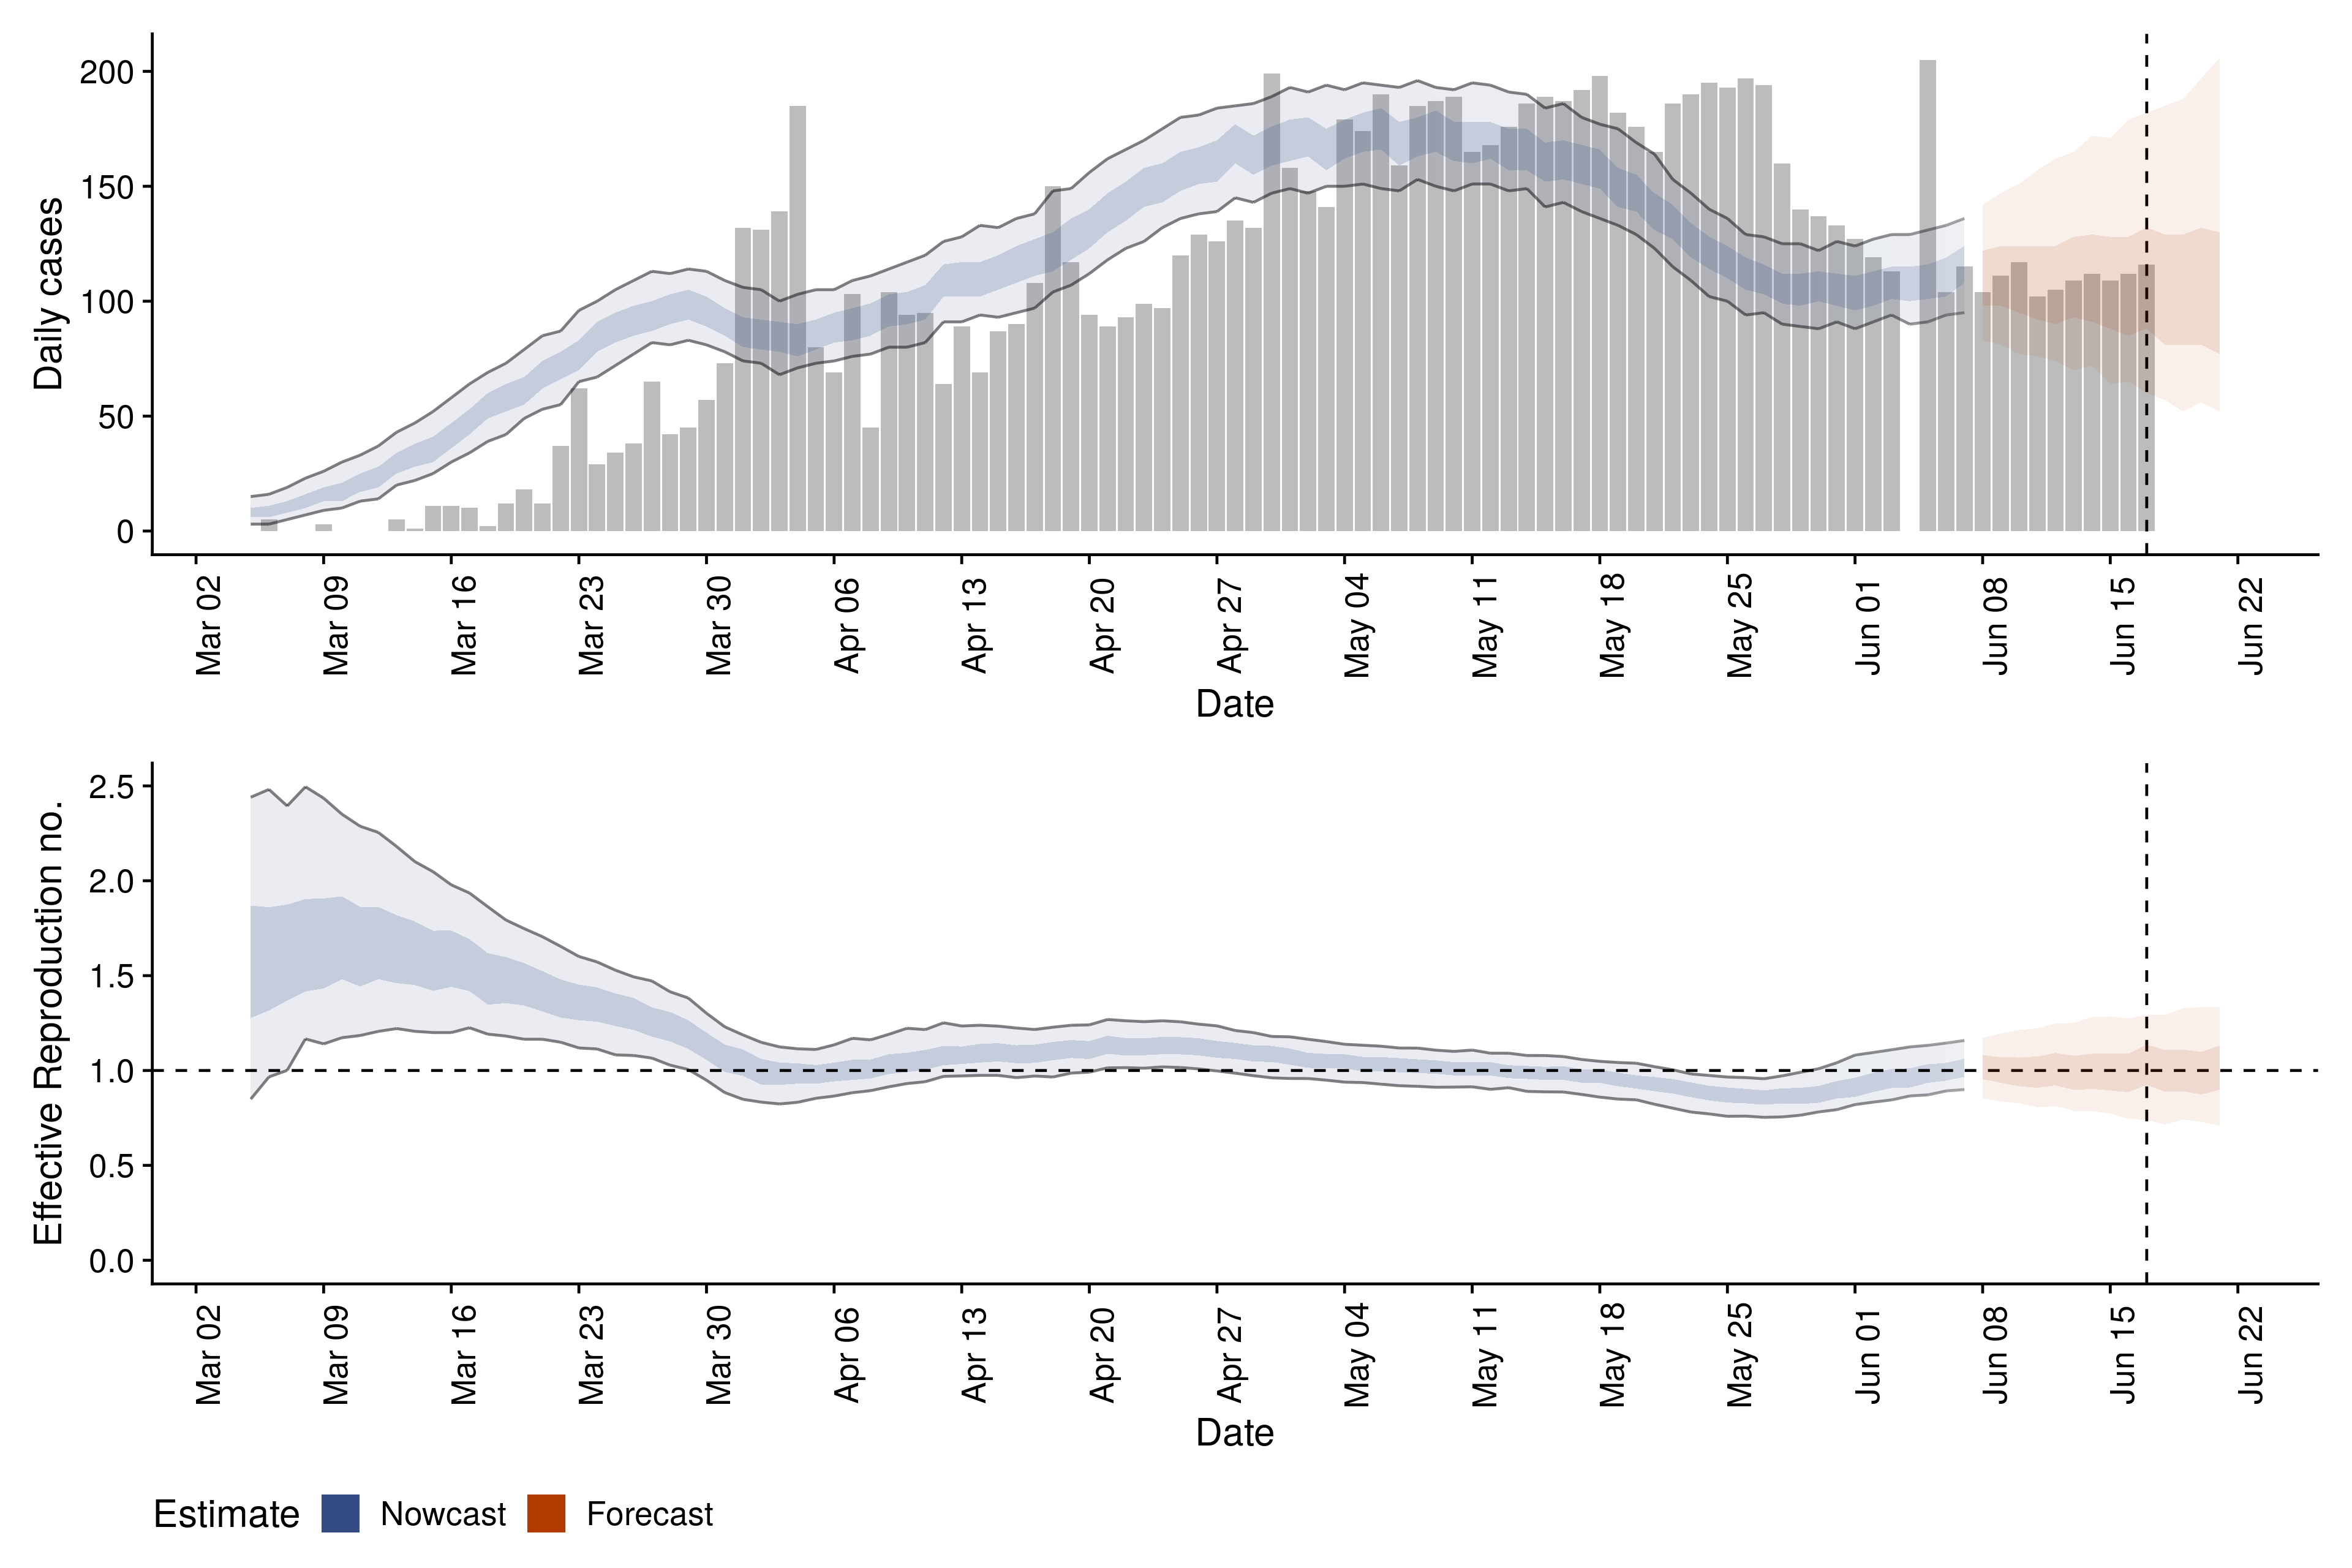 Daily cases
200
150
100
50
0
Mar 02
Mar 09
Mar 16
Mar 23
Mar 30
Apr 06
Apr 13
Apr 20
Apr 27
May 04
May 11
May 18
May 25
Jun 01
Jun 08
Jun 15
Jun 22
Date
Effective Reproduction no.
2.5
2.0
1.5
1.0
0.5
0.0
Mar 02
Mar 09
Mar 16
Mar 23
Mar 30
Apr 06
Apr 13
Apr 20
Apr 27
May 04
May 11
May 18
May 25
Jun 01
Jun 08
Jun 15
Jun 22
Date
Estimate Nowcast Forecast